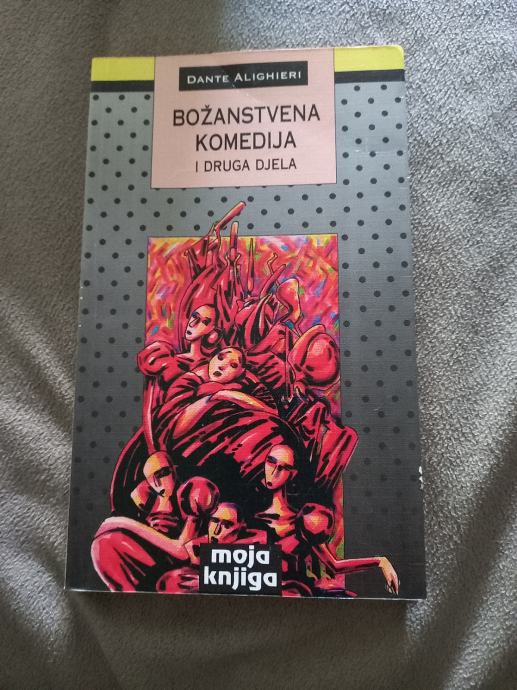 DANTE ALIGHIERI
BOŽANSTVENA
KOMEDIJA
I DRUGA DJELA
moja
knjiga